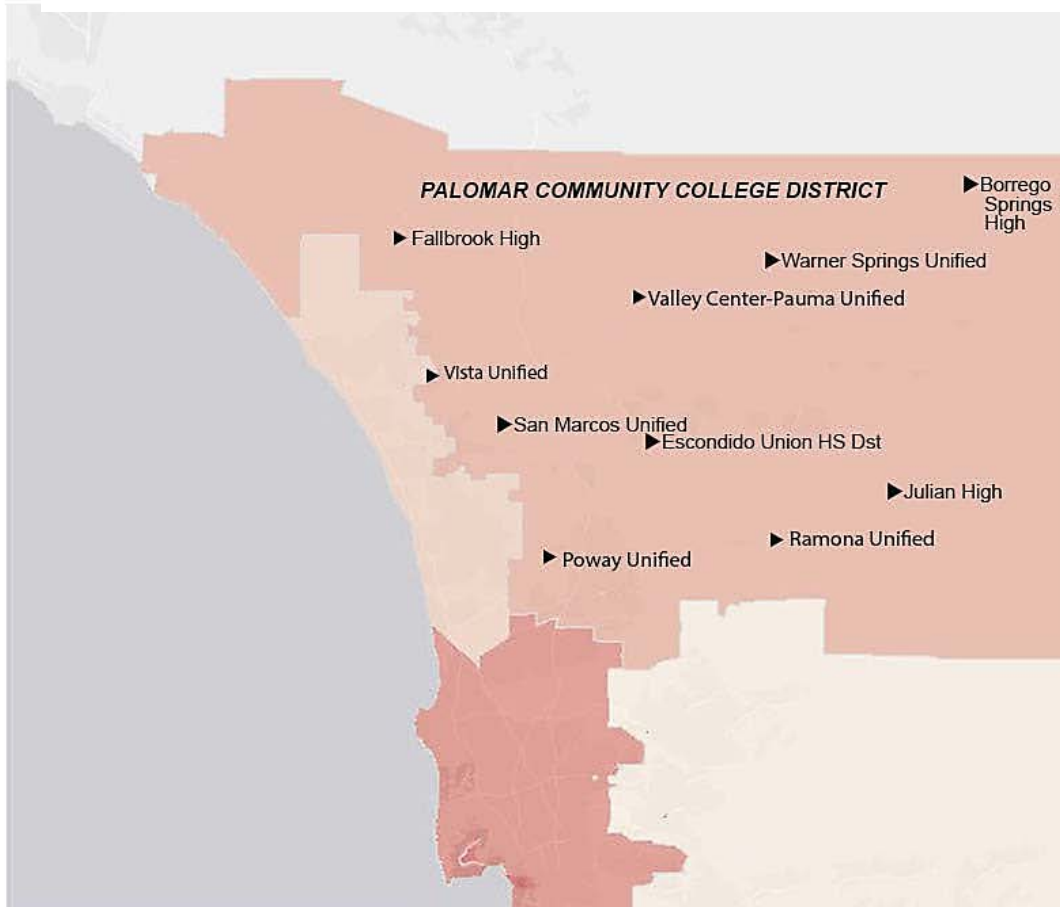 PALOMAR COMMUNITY COLLEGE DISTRICT
Borrego
Springs
High
Fallbrook High
Warner Springs Unified
Valley Center-Pauma Unified
Vista Unified
San Marcos Unified
Escondido Union HS Dst
Julian High
Ramona Unified
Poway Unified